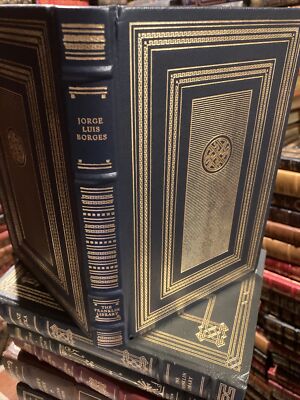 JORGE
LUIS
BORGES
THE
FRANKLIN
LIBRARY